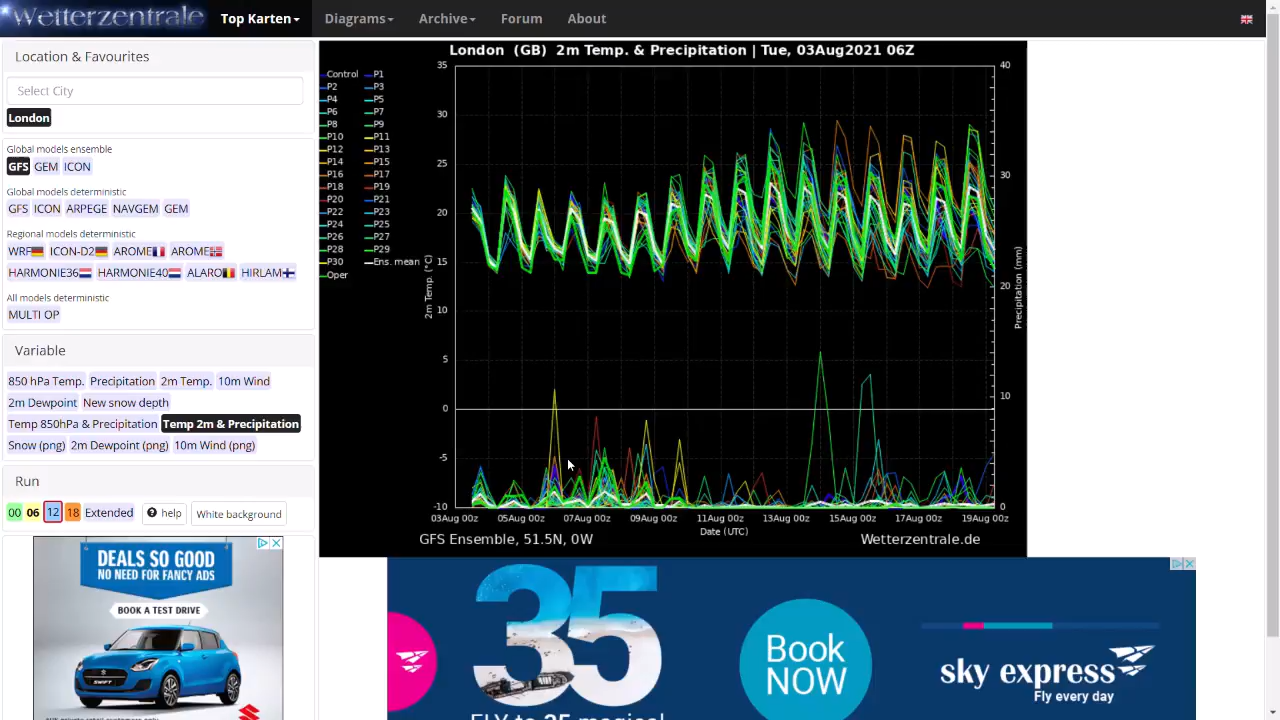 Wetterzentrale Top Karten Diagrams Archive Forum About
Location & Favourites
Select City
London
Global models ensemble
GFS GEM ICON
Global models deterministic
GFS ICON ARPEGE NAVGEM GEM
Regional models deterministic
WRF ICON-D2 AROME AROME
HARMONIE36 HARMONIE40 ALARO HIRLAM
All models deterministic
MULTI OP
Variable
850 hPa Temp. Precipitation 2m Temp. 10m Wind
2m Dewpoint New snow depth
Temp 850hPa & Precipitation Temp 2m & Precipitation
Snow (png) 2m Dewpoint (png) 10m Wind (png)
Run
00 06 12 18 Extended help White background
DEALS SO GOOD
NO NEED FOR FANCY ADS
BOOK A TEST DRIVE
SWIFT
London (GB) 2m Temp. & Precipitation | Tue, 03Aug2021 06Z
Control P1
P2 P3
P4 P5
P6 P7
P8 P9
P10 P11
P12 P13
P14 P15
P16 P17
P18 P19
P20 P21
P22 P23
P24 P25
P26 P27
P28 P29
P30 Ens. mean
Oper
2m Temp. (°C)
35
30
25
20
15
10
5
0
-5
-10
40
30
20
10
0
Precipitation (mm)
03Aug 00z 05Aug 00z 07Aug 00z 09Aug 00z 11Aug 00z 13Aug 00z 15Aug 00z 17Aug 00z 19Aug 00z
Date (UTC)
GFS Ensemble, 51.5N, 0W Wetterzentrale.de
35
FLY to 35 magical
Book
NOW
sky express
Fly every day